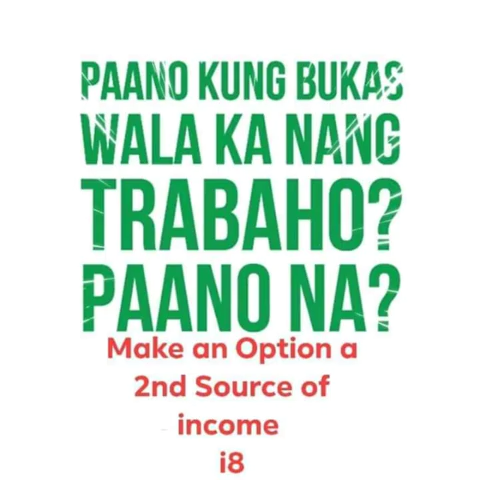 PAANO KUNG BUKAS
WALA KA NANG
TRABAHO?
PAANO NA?
Make an Option a
2nd Source of
income
i8